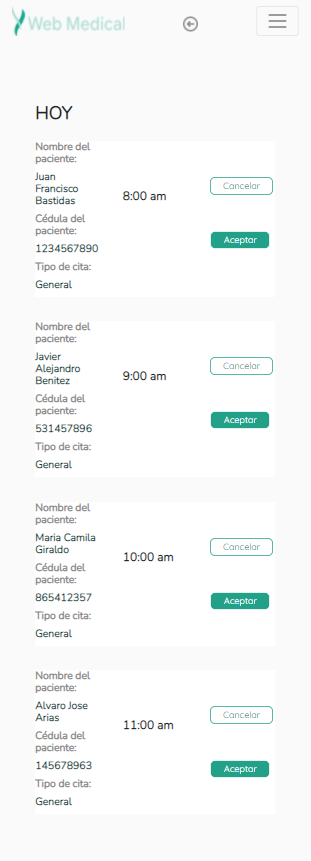 Web Medical
HOY
Nombre del
paciente:
Juan
Francisco
Bastidas
Cédula del
paciente:
1234567890
Tipo de cita:
General
8:00 am
Cancelar
Aceptar
Nombre del
paciente:
Javier
Alejandro
Benitez
Cédula del
paciente:
531457896
Tipo de cita:
General
9:00 am
Cancelar
Aceptar
Nombre del
paciente:
Maria Camila
Giraldo
Cédula del
paciente:
865412357
Tipo de cita:
General
10:00 am
Cancelar
Aceptar
Nombre del
paciente:
Alvaro Jose
Arias
Cédula del
paciente:
145678963
Tipo de cita:
General
11:00 am
Cancelar
Aceptar